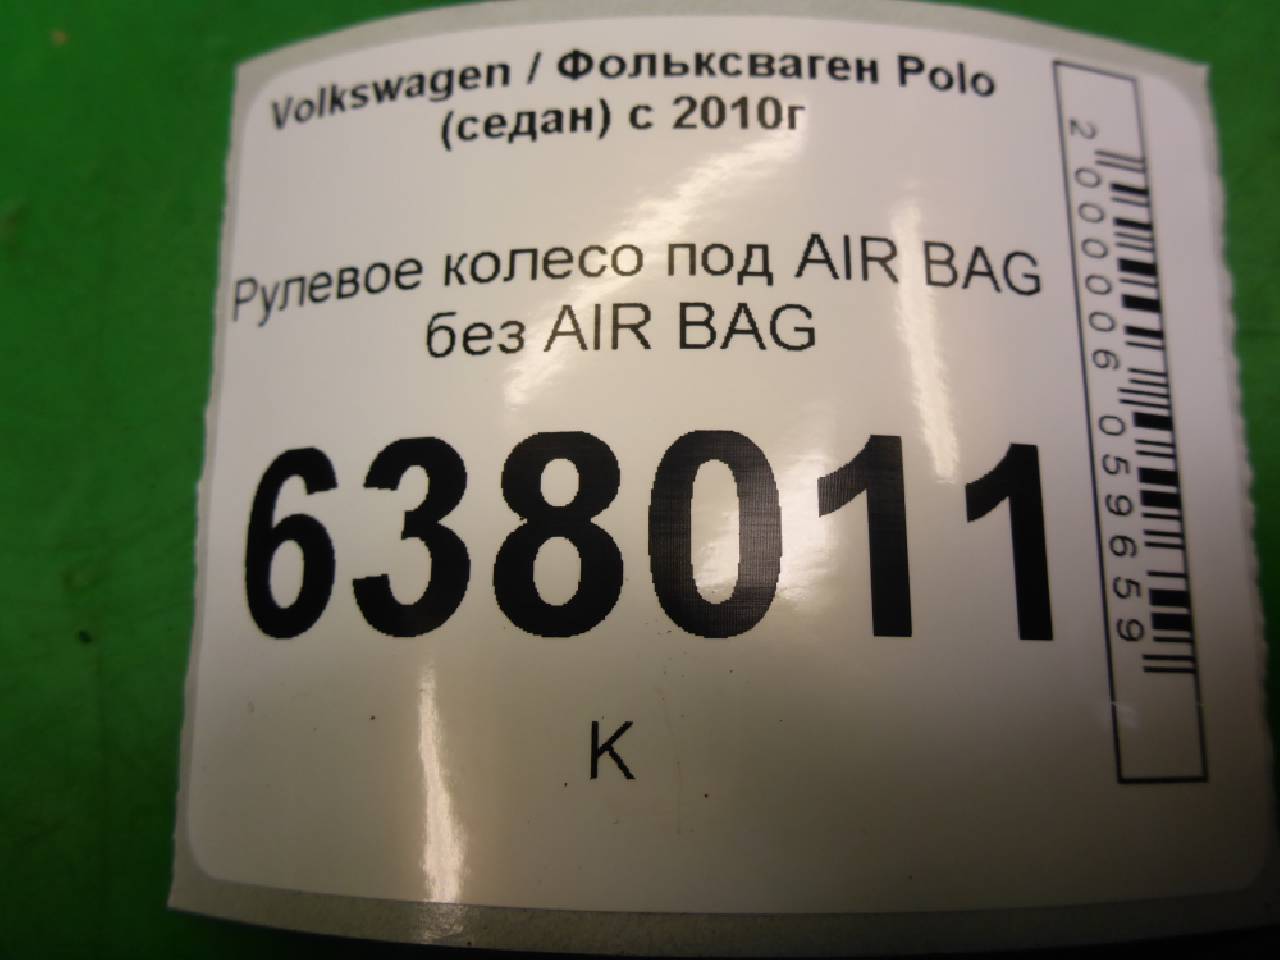 Volkswagen / Фольксваген Polo
(седан) с 2010г
Рулевое колесо под AIR BAG
без AIR BAG
638011
К
2000006059659